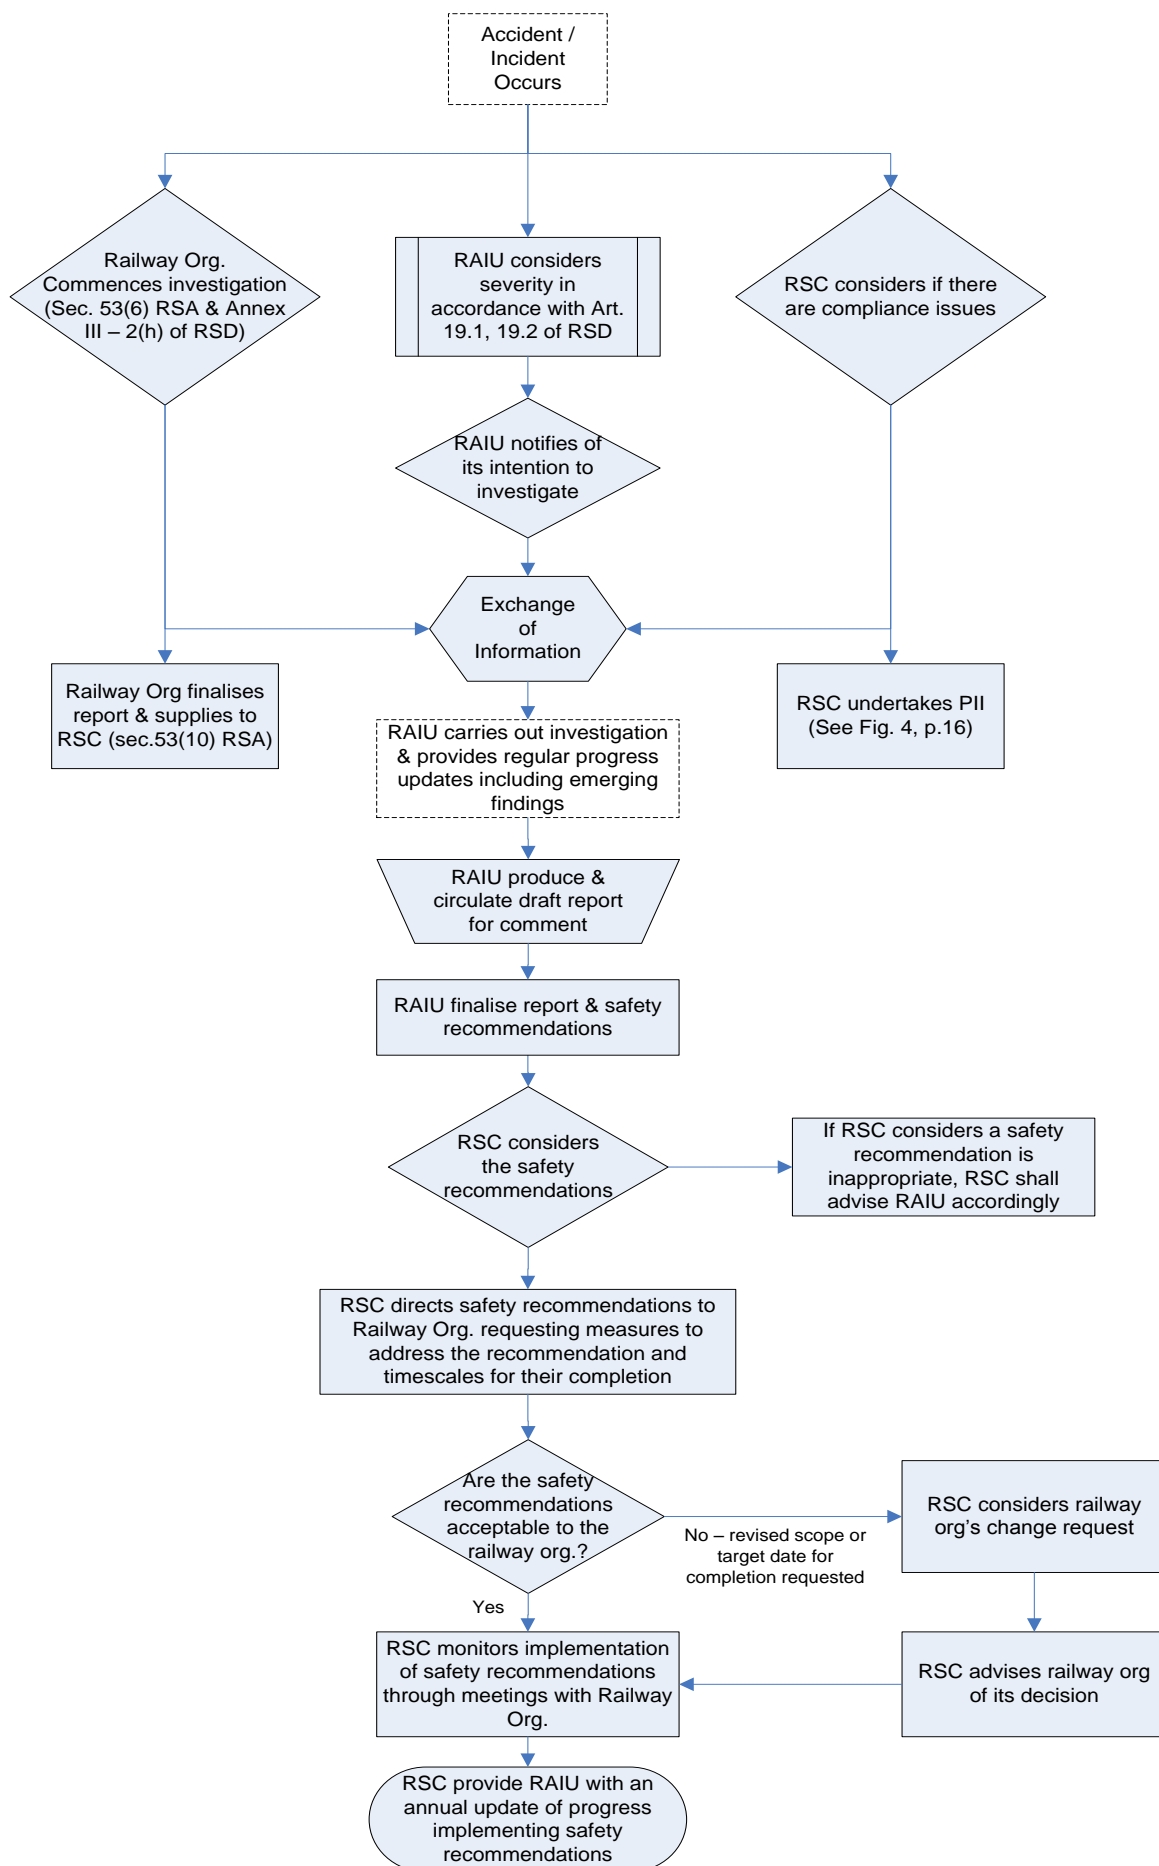 Accident /
Incident
Occurs
Railway Org.
Commences investigation
(Sec. 53(6) RSA & Annex
III – 2(h) of RSD)
RAIU considers
severity in
accordance with Art.
19.1, 19.2 of RSD
RSC considers if there
are compliance issues
RAIU notifies of
its intention to
investigate
Exchange
of
Information
Railway Org finalises
report & supplies to
RSC (sec.53(10) RSA)
RSC undertakes PII
(See Fig. 4, p.16)
RAIU carries out investigation
& provides regular progress
updates including emerging
findings
RAIU produce &
circulate draft report
for comment
RAIU finalise report & safety
recommendations
RSC considers
the safety
recommendations
If RSC considers a safety
recommendation is
inappropriate, RSC shall
advise RAIU accordingly
RSC directs safety recommendations to
Railway Org. requesting measures to
address the recommendation and
timescales for their completion
Are the safety
recommendations
acceptable to the
railway org.?
No – revised scope or
target date for
completion requested
RSC considers railway
org's change request
Yes
RSC monitors implementation
of safety recommendations
through meetings with Railway
Org.
RSC advises railway org
of its decision
RSC provide RAIU with an
annual update of progress
implementing safety
recommendations